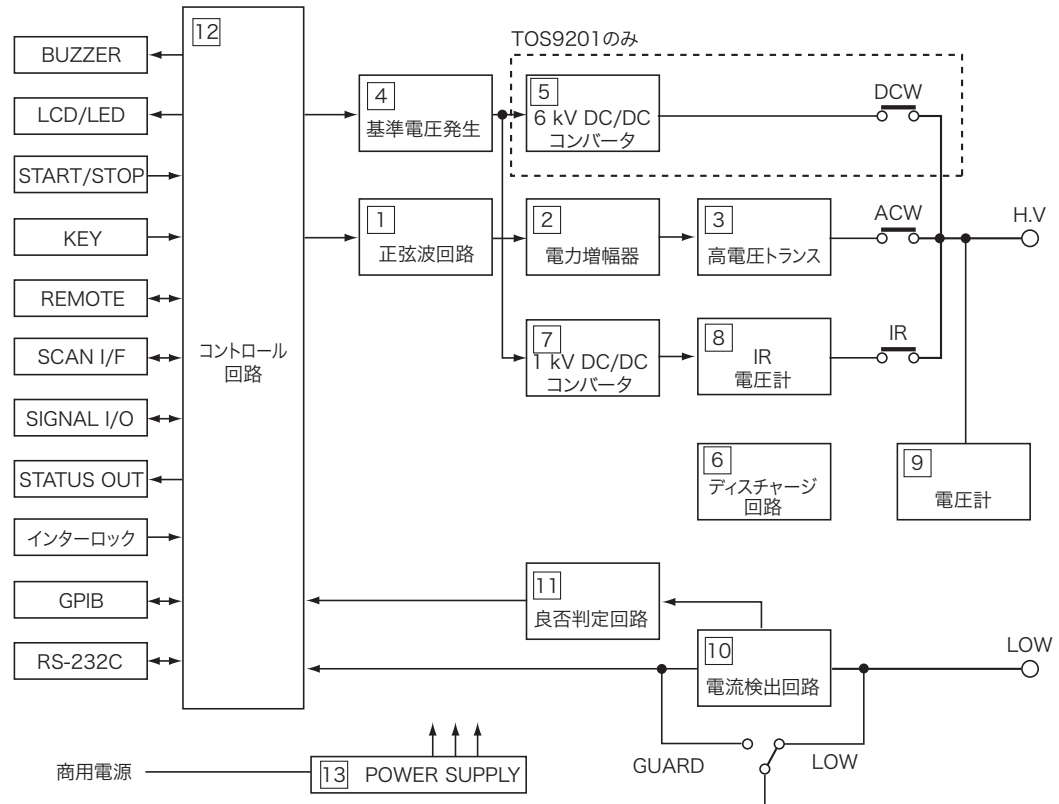 BUZZER
LCD/LED
START/STOP
KEY
REMOTE
SCAN I/F
SIGNAL I/O
STATUS OUT
インターロック
GPIB
RS-232C
12
コントロール
回路
TOS9201のみ
4
基準電圧発生
5
6 kV DC/DC
コンバータ
DCW
1
正弦波回路
2
電力増幅器
3
高電圧トランス
ACW
H.V
7
1 kV DC/DC
コンバータ
8
IR
電圧計
IR
6
ディスチャージ
回路
9
電圧計
11
良否判定回路
10
電流検出回路
LOW
GUARD
LOW
商用電源
13 POWER SUPPLY